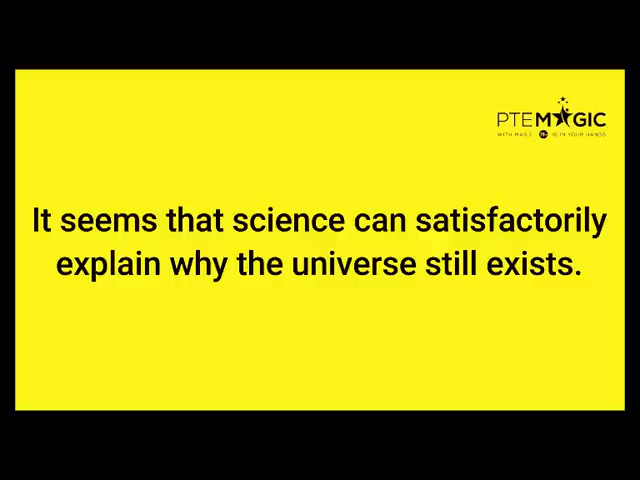 PTEMAGIC
It seems that science can satisfactorily
explain why the universe still exists.